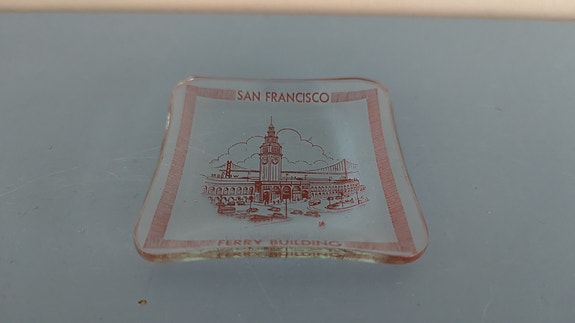 SAN FRANCISCO
FERRY BUILDING